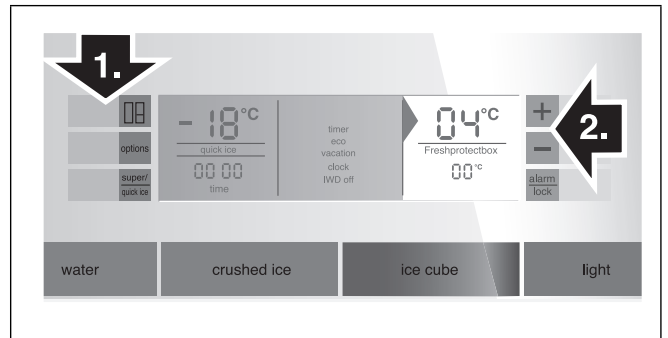 1.
2.
options
super/
quick ice
- 18°C
quick ice
00 00
time
timer
eco
vacation
clock
IWD off
04°C
Freshprotectbox
00°C
+
-
alarm
lock
water
crushed ice
ice cube
light